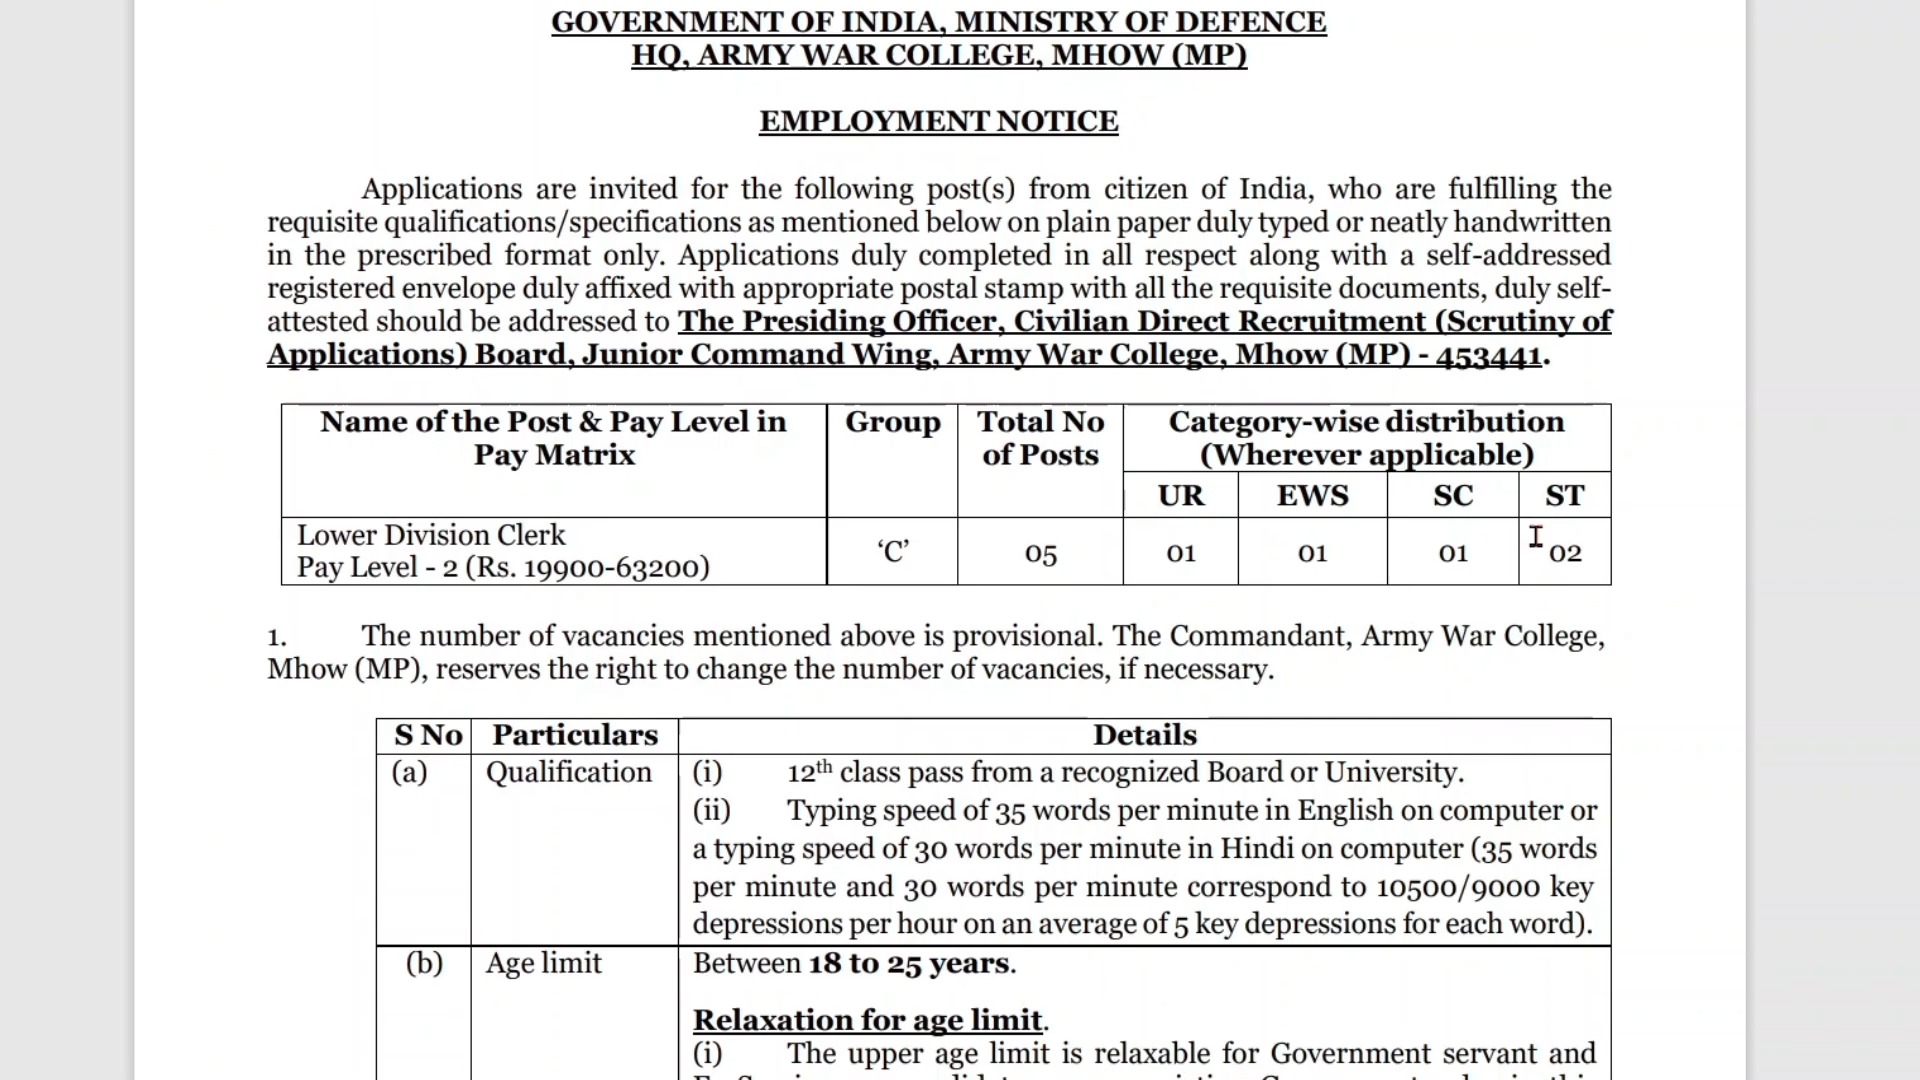 GOVERNMENT OF INDIA, MINISTRY OF DEFENCE
HQ, ARMY WAR COLLEGE, MHOW (MP)
EMPLOYMENT NOTICE
Applications are invited for the following post(s) from citizen of India, who are fulfilling the
requisite qualifications/specifications as mentioned below on plain paper duly typed or neatly handwritten
in the prescribed format only. Applications duly completed in all respect along with a self-addressed
registered envelope duly affixed with appropriate postal stamp with all the requisite documents, duly self-
attested should be addressed to The Presiding Officer, Civilian Direct Recruitment (Scrutiny of
Applications) Board, Junior Command Wing, Army War College, Mhow (MP) - 453441.
Name of the Post & Pay Level in Group Total No Category-wise distribution
Pay Matrix of Posts (Wherever applicable)
UR EWS SC ST
Lower Division Clerk
Pay Level - 2 (Rs. 19900-63200) ‘C’ 05 01 01 01 02
1. The number of vacancies mentioned above is provisional. The Commandant, Army War College,
Mhow (MP), reserves the right to change the number of vacancies, if necessary.
S No Particulars Details
(a) Qualification (i) 12th class pass from a recognized Board or University.
(ii) Typing speed of 35 words per minute in English on computer or
a typing speed of 30 words per minute in Hindi on computer (35 words
per minute and 30 words per minute correspond to 10500/9000 key
depressions per hour on an average of 5 key depressions for each word).
(b) Age limit Between 18 to 25 years.
Relaxation for age limit.
(i) The upper age limit is relaxable for Government servant and